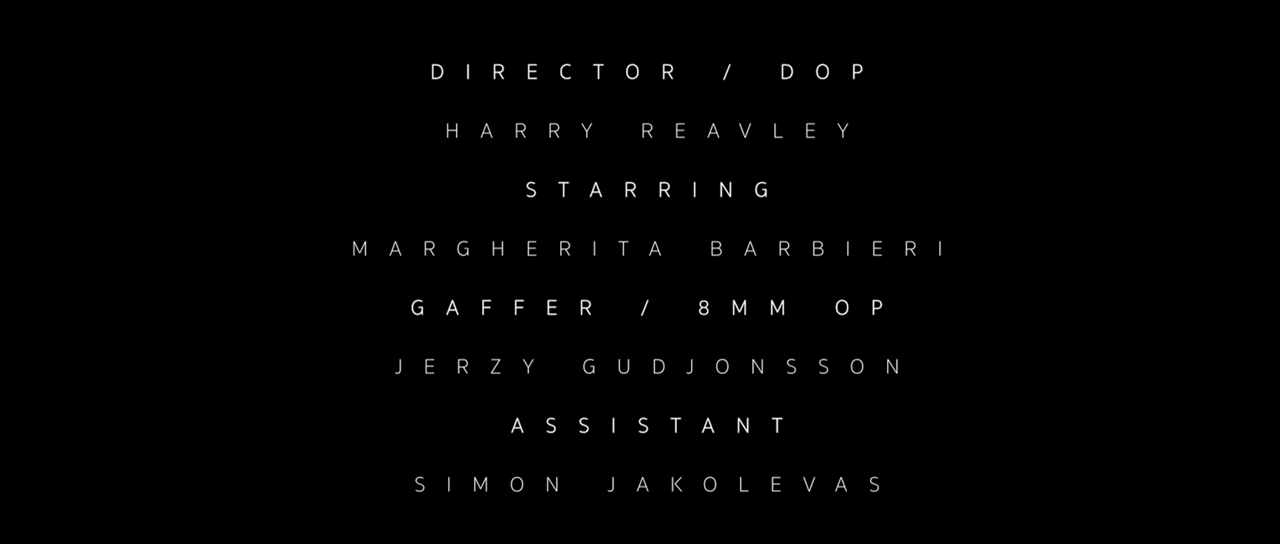 DIRECTOR / DOP
HARRY REAVLEY
STARRING
MARGHERITA BARBIERI
GAFFER / 8MM OP
JERZY GUDJONSSON
ASSISTANT
SIMON JAKOLEVAS